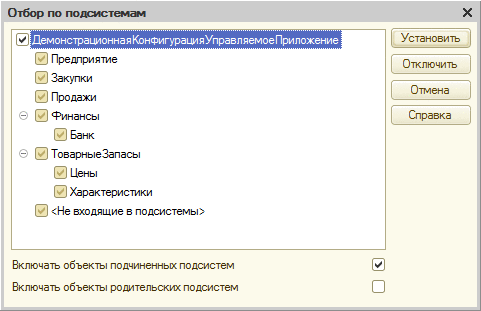 Отбор по подсистемам
ДемонстрационнаяКонфигурацияУправляемоеПриложение
Установить
Предприятие
Отключить
Закупки
Отмена
Продажи
Справка
Финансы
Банк
ТоварныеЗапасы
Цены
Характеристики
<Не входящие в подсистемы>
Включать объекты подчиненных подсистем
Включать объекты родительских подсистем